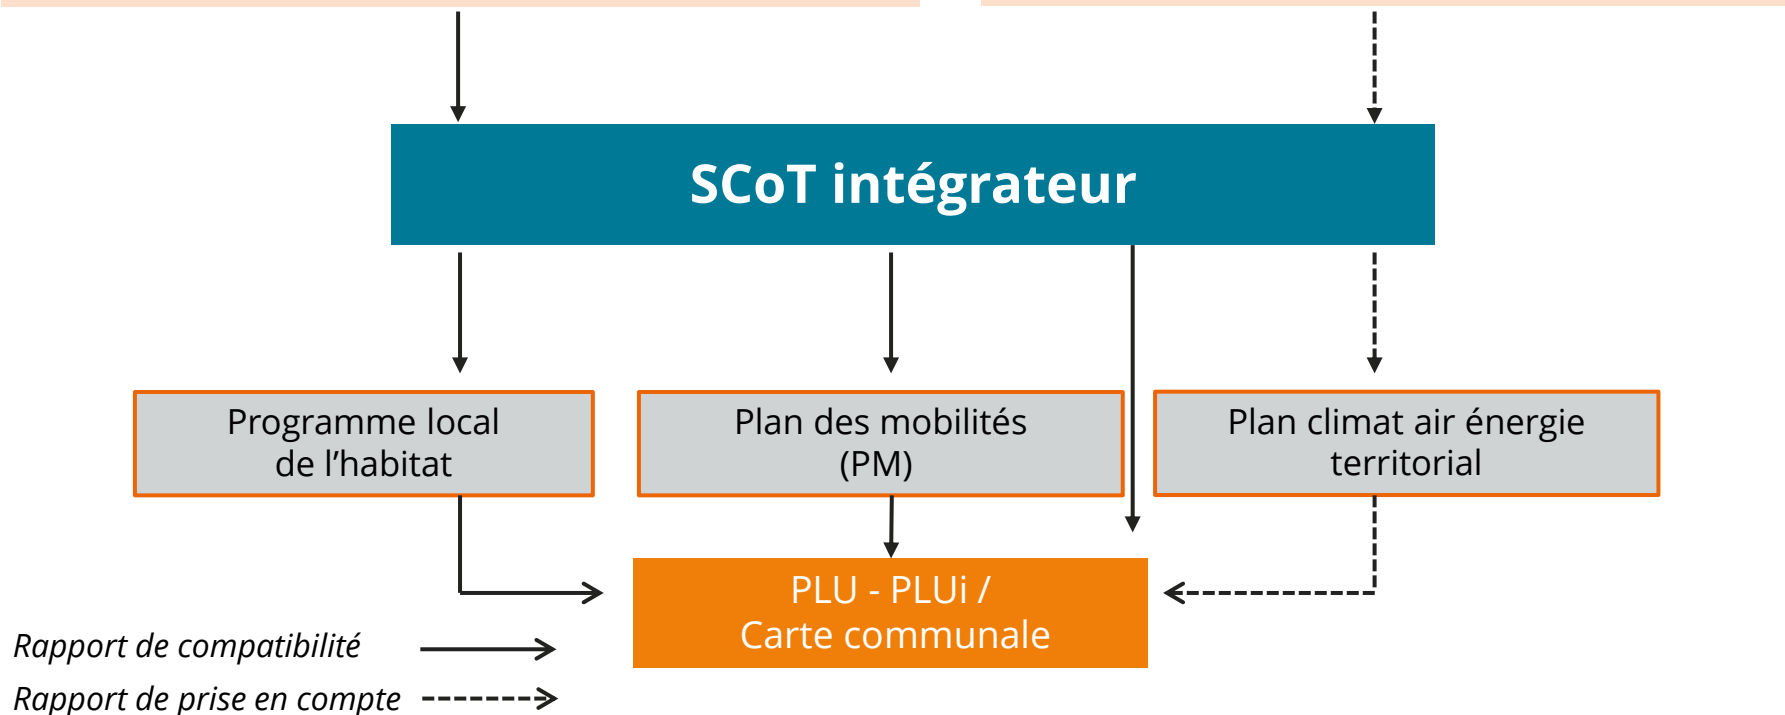 SCoT intégrateur
Programme local
de l’habitat
Plan des mobilités
(PM)
Plan climat air énergie
territorial
PLU - PLUi /
Carte communale
Rapport de compatibilité
Rapport de prise en compte